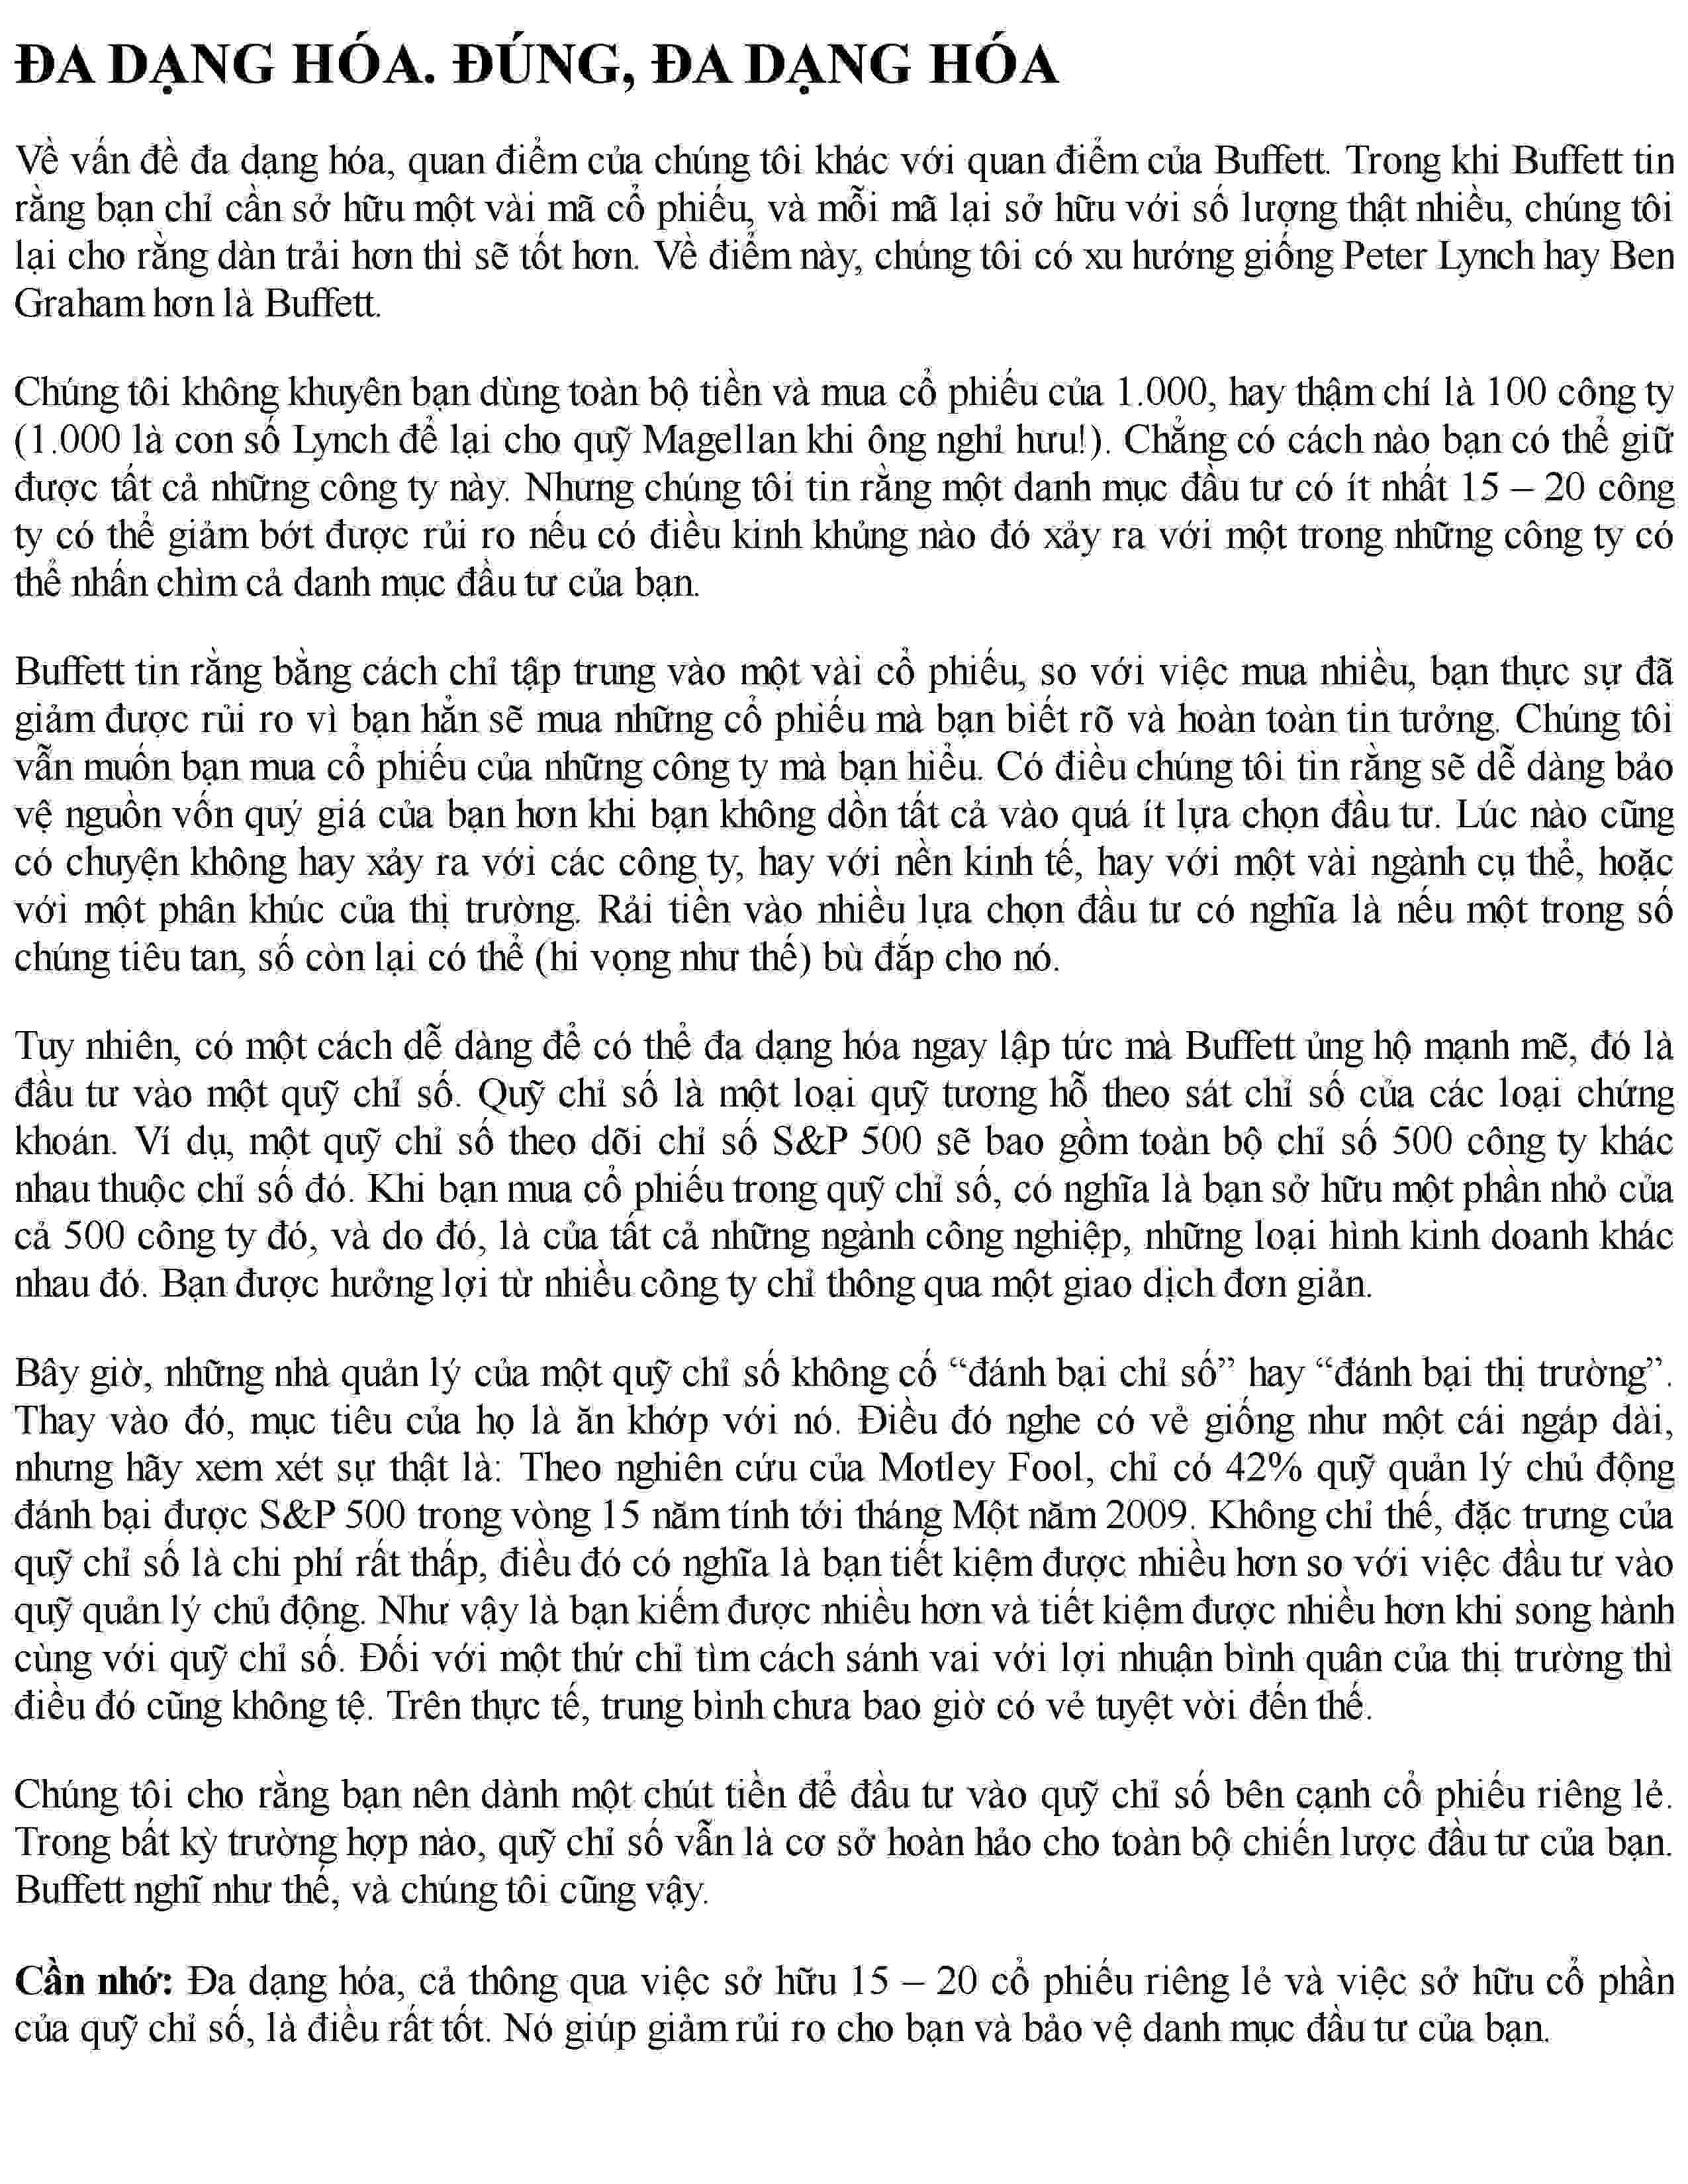 ĐA DẠNG HÓA. ĐÚNG, ĐA DẠNG HÓA
Về vấn đề đa dạng hóa, quan điểm của chúng tôi khác với quan điểm của Buffett. Trong khi Buffett tin
rằng bạn chỉ cần sở hữu một vài mã cổ phiếu, và mỗi mã lại sở hữu với số lượng thật nhiều, chúng tôi
lại cho rằng dàn trải hơn thì sẽ tốt hơn. Về điểm này, chúng tôi có xu hướng giống Peter Lynch hay Ben
Graham hơn là Buffett.
Chúng tôi không khuyên bạn dùng toàn bộ tiền và mua cổ phiếu của 1.000, hay thậm chí là 100 công ty
(1.000 là con số Lynch để lại cho quỹ Magellan khi ông nghỉ hưu!). Chẳng có cách nào bạn có thể giữ
được tất cả những công ty này. Nhưng chúng tôi tin rằng một danh mục đầu tư có ít nhất 15 – 20 công
ty có thể giảm bớt được rủi ro nếu có điều kinh khủng nào đó xảy ra với một trong những công ty có
thể nhấn chìm cả danh mục đầu tư của bạn.
Buffett tin rằng bằng cách chỉ tập trung vào một vài cổ phiếu, so với việc mua nhiều, bạn thực sự đã
giảm được rủi ro vì bạn hẳn sẽ mua những cổ phiếu mà bạn biết rõ và hoàn toàn tin tưởng. Chúng tôi
vẫn muốn bạn mua cổ phiếu của những công ty mà bạn hiểu. Có điều chúng tôi tin rằng sẽ dễ dàng bảo
vệ nguồn vốn quý giá của bạn hơn khi bạn không dồn tất cả vào quá ít lựa chọn đầu tư. Lúc nào cũng
có chuyện không hay xảy ra với các công ty, hay với nền kinh tế, hay với một vài ngành cụ thể, hoặc
với một phân khúc của thị trường. Rải tiền vào nhiều lựa chọn đầu tư có nghĩa là nếu một trong số
chúng tiêu tan, số còn lại có thể (hi vọng như thế) bù đắp cho nó.
Tuy nhiên, có một cách dễ dàng để có thể đa dạng hóa ngay lập tức mà Buffett ủng hộ mạnh mẽ, đó là
đầu tư vào một quỹ chỉ số. Quỹ chỉ số là một loại quỹ tương hỗ theo sát chỉ số của các loại chứng
khoán. Ví dụ, một quỹ chỉ số theo dõi chỉ số S&P 500 sẽ bao gồm toàn bộ chỉ số 500 công ty khác
nhau thuộc chỉ số đó. Khi bạn mua cổ phiếu trong quỹ chỉ số, có nghĩa là bạn sở hữu một phần nhỏ của
cả 500 công ty đó, và do đó, là của tất cả những ngành công nghiệp, những loại hình kinh doanh khác
nhau đó. Bạn được hưởng lợi từ nhiều công ty chỉ thông qua một giao dịch đơn giản.
Bây giờ, những nhà quản lý của một quỹ chỉ số không cố “đánh bại chỉ số” hay “đánh bại thị trường”.
Thay vào đó, mục tiêu của họ là ăn khớp với nó. Điều đó nghe có vẻ giống như một cái ngáp dài,
nhưng hãy xem xét sự thật là: Theo nghiên cứu của Motley Fool, chỉ có 42% quỹ quản lý chủ động
đánh bại được S&P 500 trong vòng 15 năm tính tới tháng Một năm 2009. Không chỉ thế, đặc trưng của
quỹ chỉ số là chi phí rất thấp, điều đó có nghĩa là bạn tiết kiệm được nhiều hơn so với việc đầu tư vào
quỹ quản lý chủ động. Như vậy là bạn kiếm được nhiều hơn và tiết kiệm được nhiều hơn khi song hành
cùng với quỹ chỉ số. Đối với một thứ chỉ tìm cách sánh vai với lợi nhuận bình quân của thị trường thì
điều đó cũng không tệ. Trên thực tế, trung bình chưa bao giờ có vẻ tuyệt vời đến thế.
Chúng tôi cho rằng bạn nên dành một chút tiền để đầu tư vào quỹ chỉ số bên cạnh cổ phiếu riêng lẻ.
Trong bất kỳ trường hợp nào, quỹ chỉ số vẫn là cơ sở hoàn hảo cho toàn bộ chiến lược đầu tư của bạn.
Buffett nghĩ như thế, và chúng tôi cũng vậy.
Cần nhớ: Đa dạng hóa, cả thông qua việc sở hữu 15 – 20 cổ phiếu riêng lẻ và việc sở hữu cổ phần
của quỹ chỉ số, là điều rất tốt. Nó giúp giảm rủi ro cho bạn và bảo vệ danh mục đầu tư của bạn.